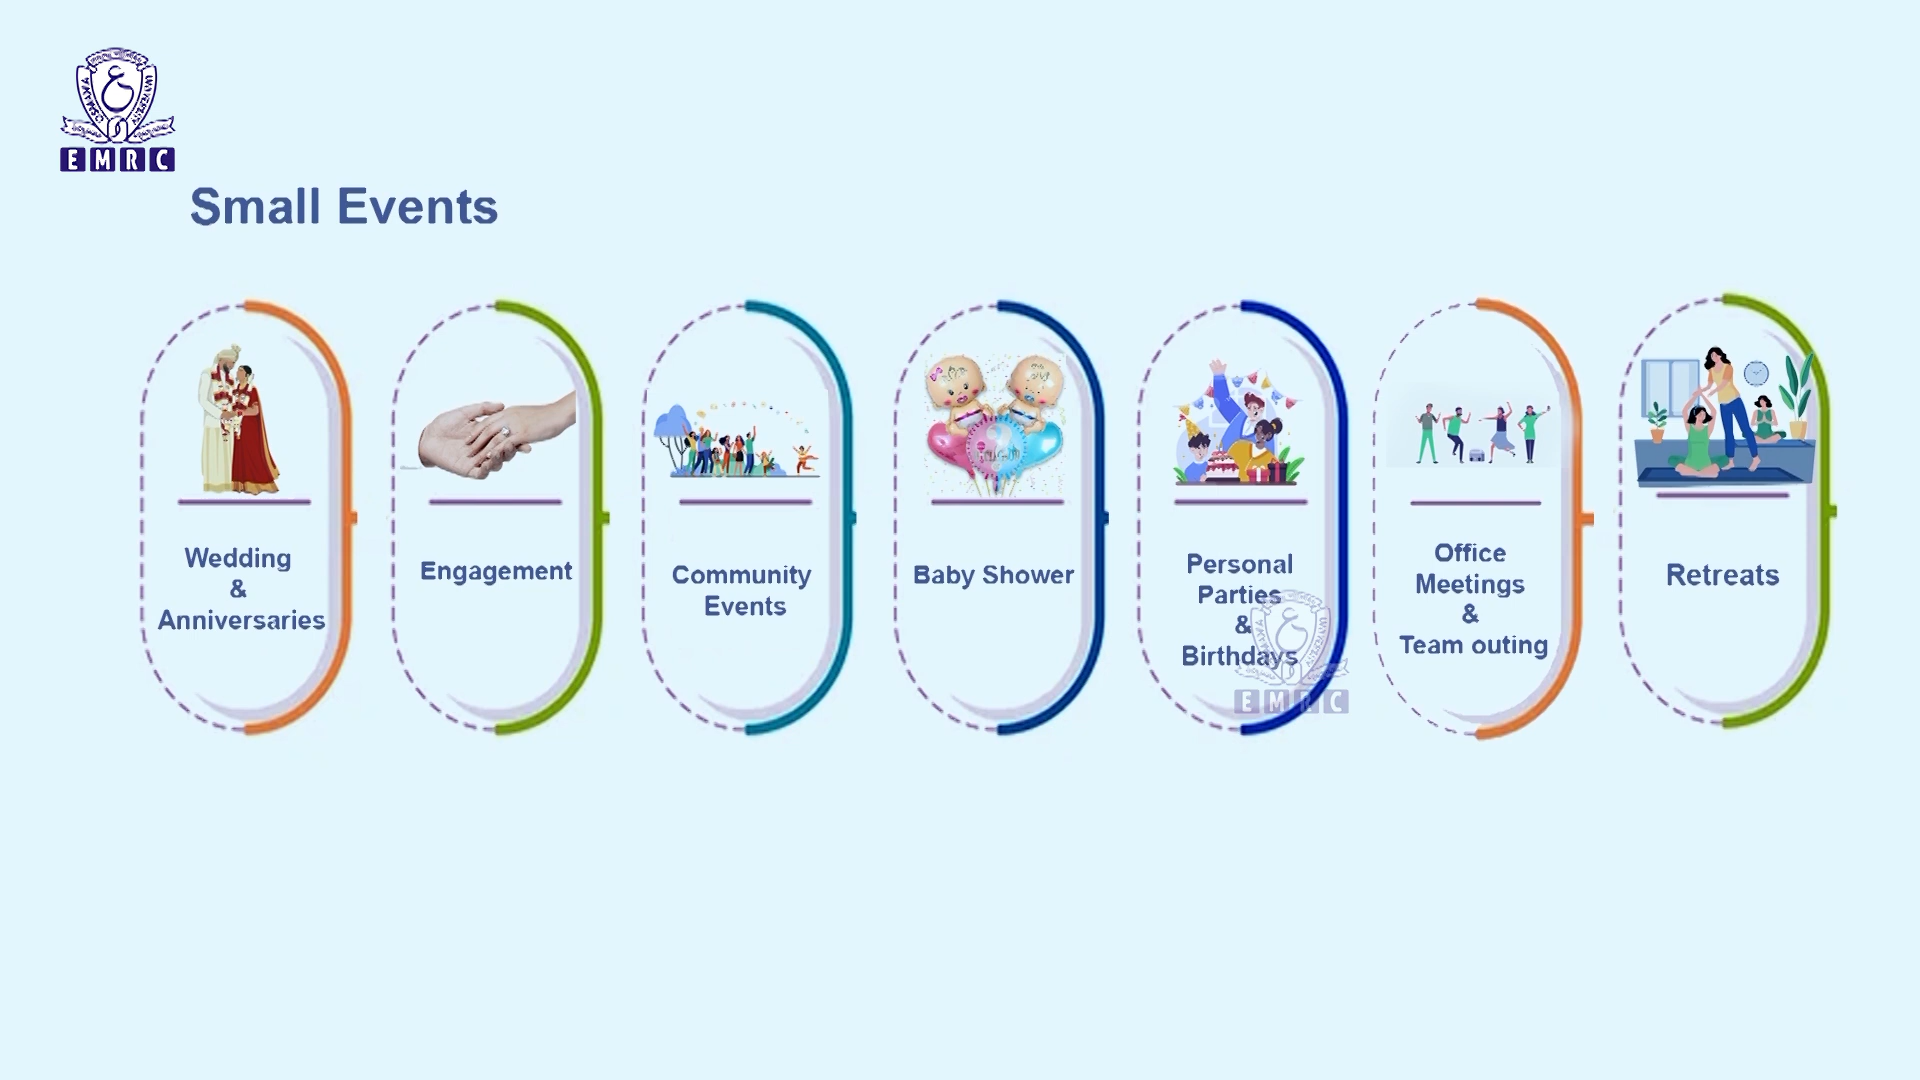 EMRC
Small Events
Wedding
&
Anniversaries
Engagement
Community
Events
Baby Shower
Personal
Parties
&
Birthdays
Office
Meetings
&
Team outing
Retreats
EMRC